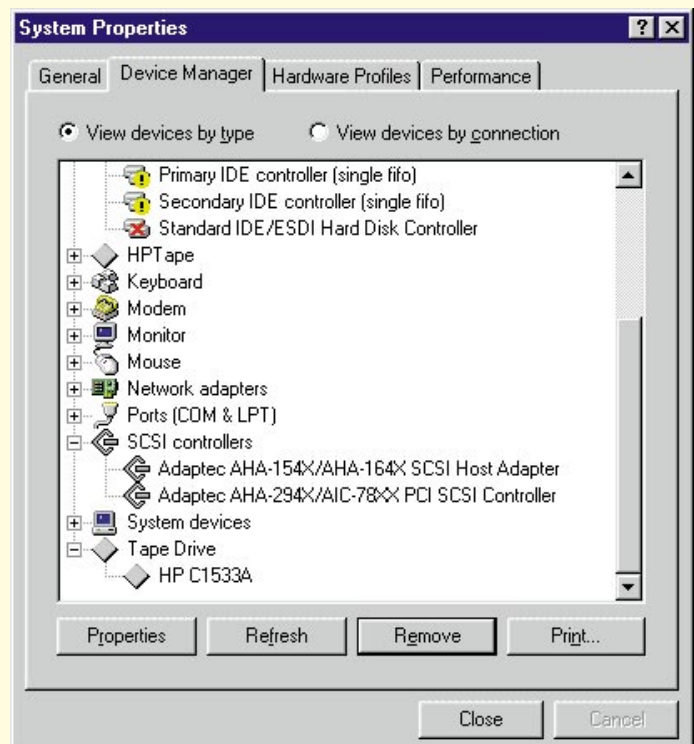 System Properties
General Device Manager Hardware Profiles Performance
View devices by type View devices by connection
Primary IDE controller (single fifo)
Secondary IDE controller (single fifo)
Standard IDE/ESDI Hard Disk Controller
HPTape
Keyboard
Modem
Monitor
Mouse
Network adapters
Ports (COM & LPT)
SCSI controllers
Adaptec AHA-154X/AHA-164X SCSI Host Adapter
Adaptec AHA-294X/AIC-78XX PCI SCSI Controller
System devices
Tape Drive
HP C1533A
Properties Refresh Remove Print...
Close Cancel